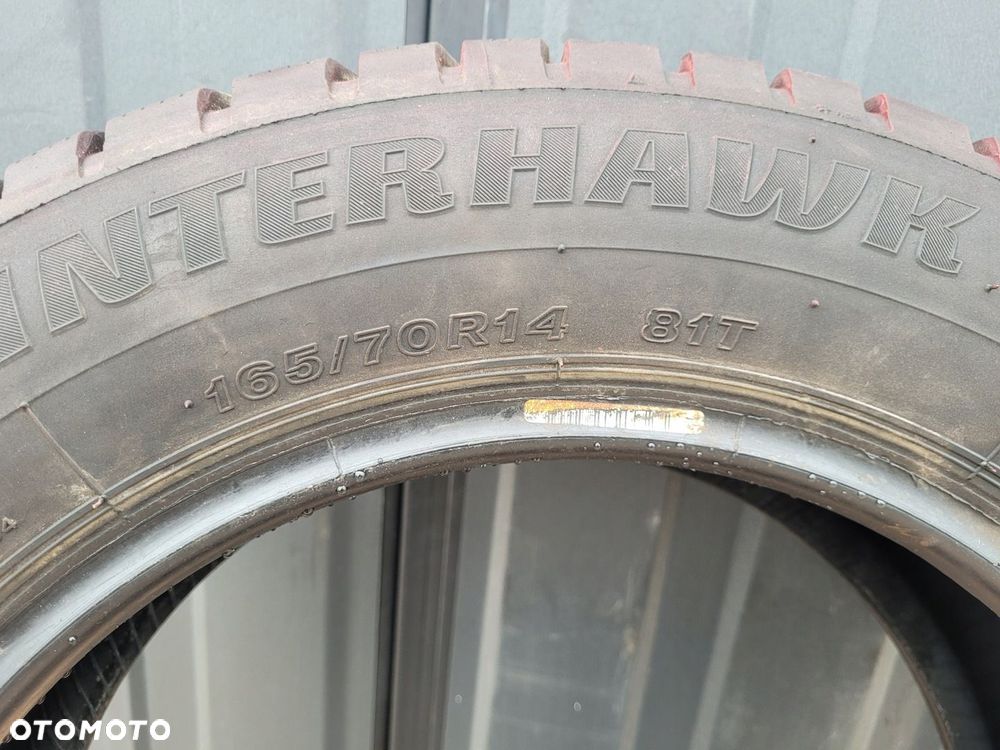 INTERHAWK
165/70R14 81T
OTOMOTO